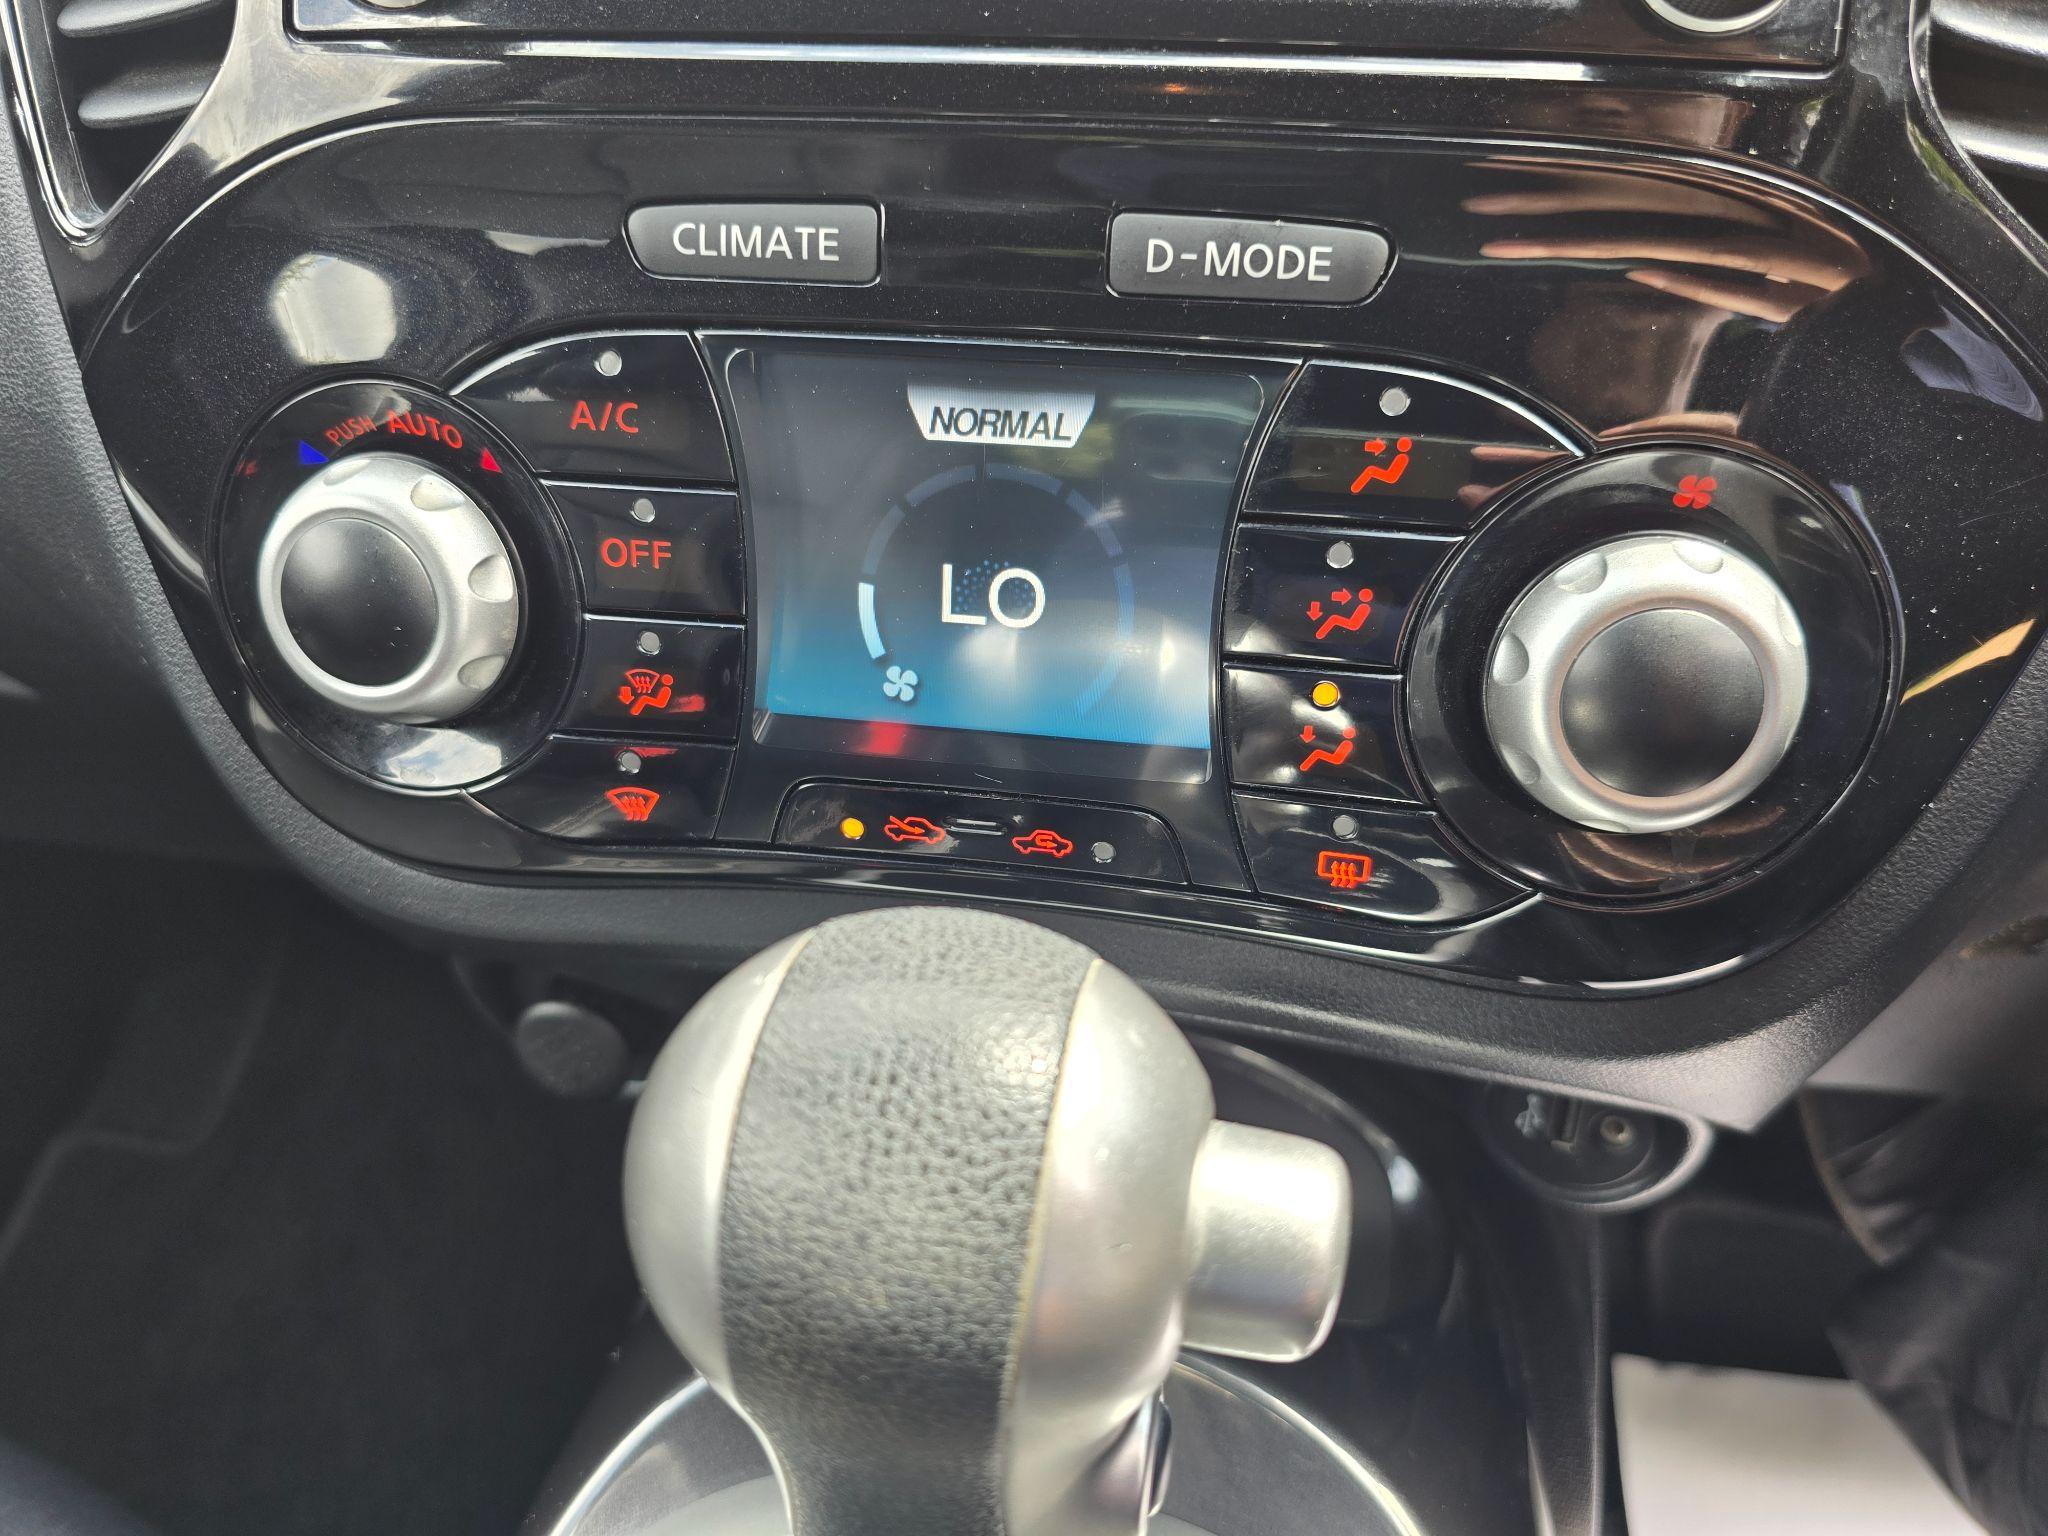 CLIMATE
D-MODE
PUSH AUTO
A/C
NORMAL
OFF
LO